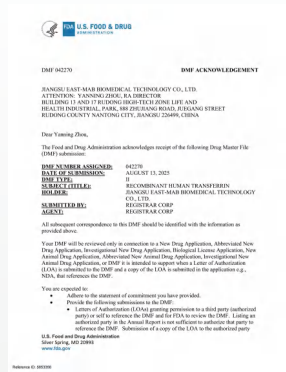 FDA U.S. FOOD & DRUG
ADMINISTRATION
DMF 042270 DMF ACKNOWLEDGEMENT
JIANGSU EAST-MAB BIOMEDICAL TECHNOLOGY CO., LTD.
ATTENTION: YANNING ZHOU, RA DIRECTOR
BUILDING 13 AND 17 RUDONG HIGH-TECH ZONE LIFE AND
HEALTH INDUSTRIAL, PARK, 888 ZHUJIANG ROAD, JUEGANG STREET
RUDONG COUNTY NANTONG CITY, JIANGSU 226499, CHINA
Dear Yanning Zhou,
The Food and Drug Administration acknowledges receipt of the following Drug Master File
(DMF) submission:
DMF NUMBER ASSIGNED: 042270
DATE OF SUBMISSION: AUGUST 13, 2025
DMF TYPE: II
SUBJECT (TITLE): RECOMBINANT HUMAN TRANSFERRIN
HOLDER: JIANGSU EAST-MAB BIOMEDICAL TECHNOLOGY
CO., LTD.
SUBMITTED BY: REGISTRAR CORP
AGENT: REGISTRAR CORP
All subsequent correspondence to this DMF should be identified with the information as
provided above.
Your DMF will be reviewed only in connection to a New Drug Application, Abbreviated New
Drug Application, Investigational New Drug Application, Biological License Application, New
Animal Drug Application, Abbreviated New Animal Drug Application, Investigational New
Animal Drug Application, or DMF it is intended to support when a Letter of Authorization
(LOA) is submitted to the DMF and a copy of the LOA is submitted in the application e.g.,
NDA, that references the DMF.
You are expected to:
• Adhere to the statement of commitment you have provided.
• Provide the following submissions to the DMF:
• Letters of Authorization (LOAs) granting permission to a third party (authorized
party) or self to reference the DMF and for FDA to review the DMF. Listing an
authorized party in the Annual Report is not sufficient to authorize that party to
reference the DMF. Submission of a copy of the LOA to the authorized party
U.S. Food & Drug Administration
Silver Spring, MD 20993
www.fda.gov
Reference ID: